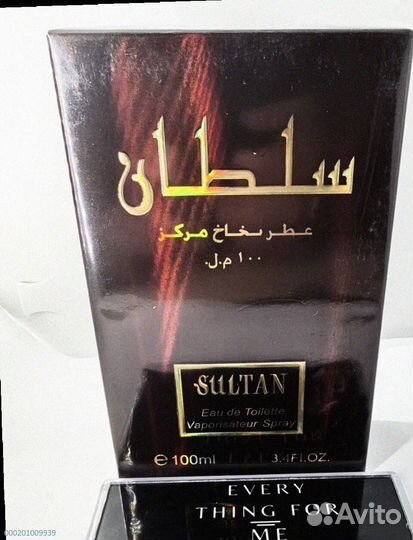 سلطان
عطر بخاخ مركز
١٠٠ م.ل.
SULTAN
Eau de Toilette
Vaporisateur Spray
℮ 100ml 3.4Fl.OZ.
EVERY
THING FOR
ME
000201009939
Avito